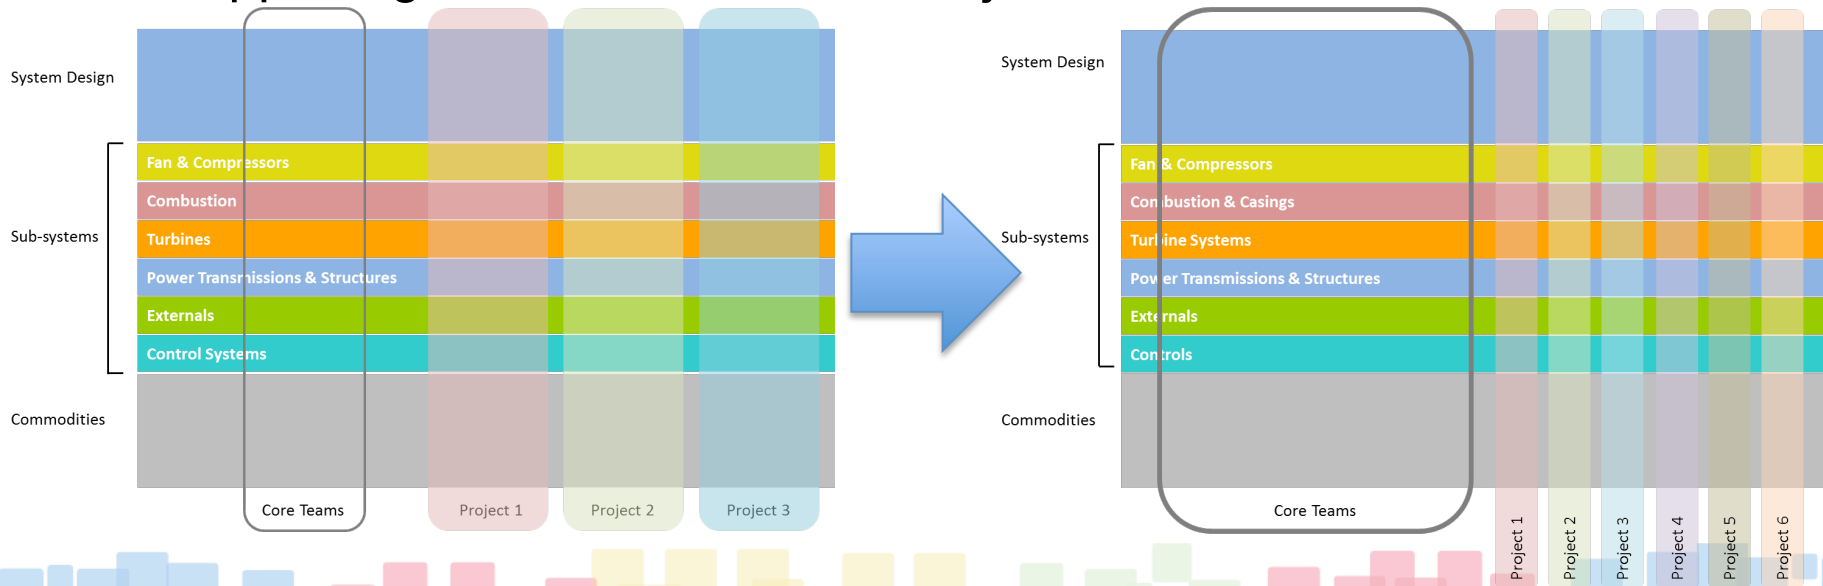 System Design
Fan & Compressors
Combustion
Sub-systems
Turbines
Power Transmissions & Structures
Externals
Control Systems
Commodities
Core Teams
Project 1
Project 2
Project 3
System Design
Fan & Compressors
Combustion & Casings
Sub-systems
Turbine Systems
Power Transmissions & Structures
Externals
Controls
Commodities
Core Teams
Project 1
Project 2
Project 3
Project 4
Project 5
Project 6